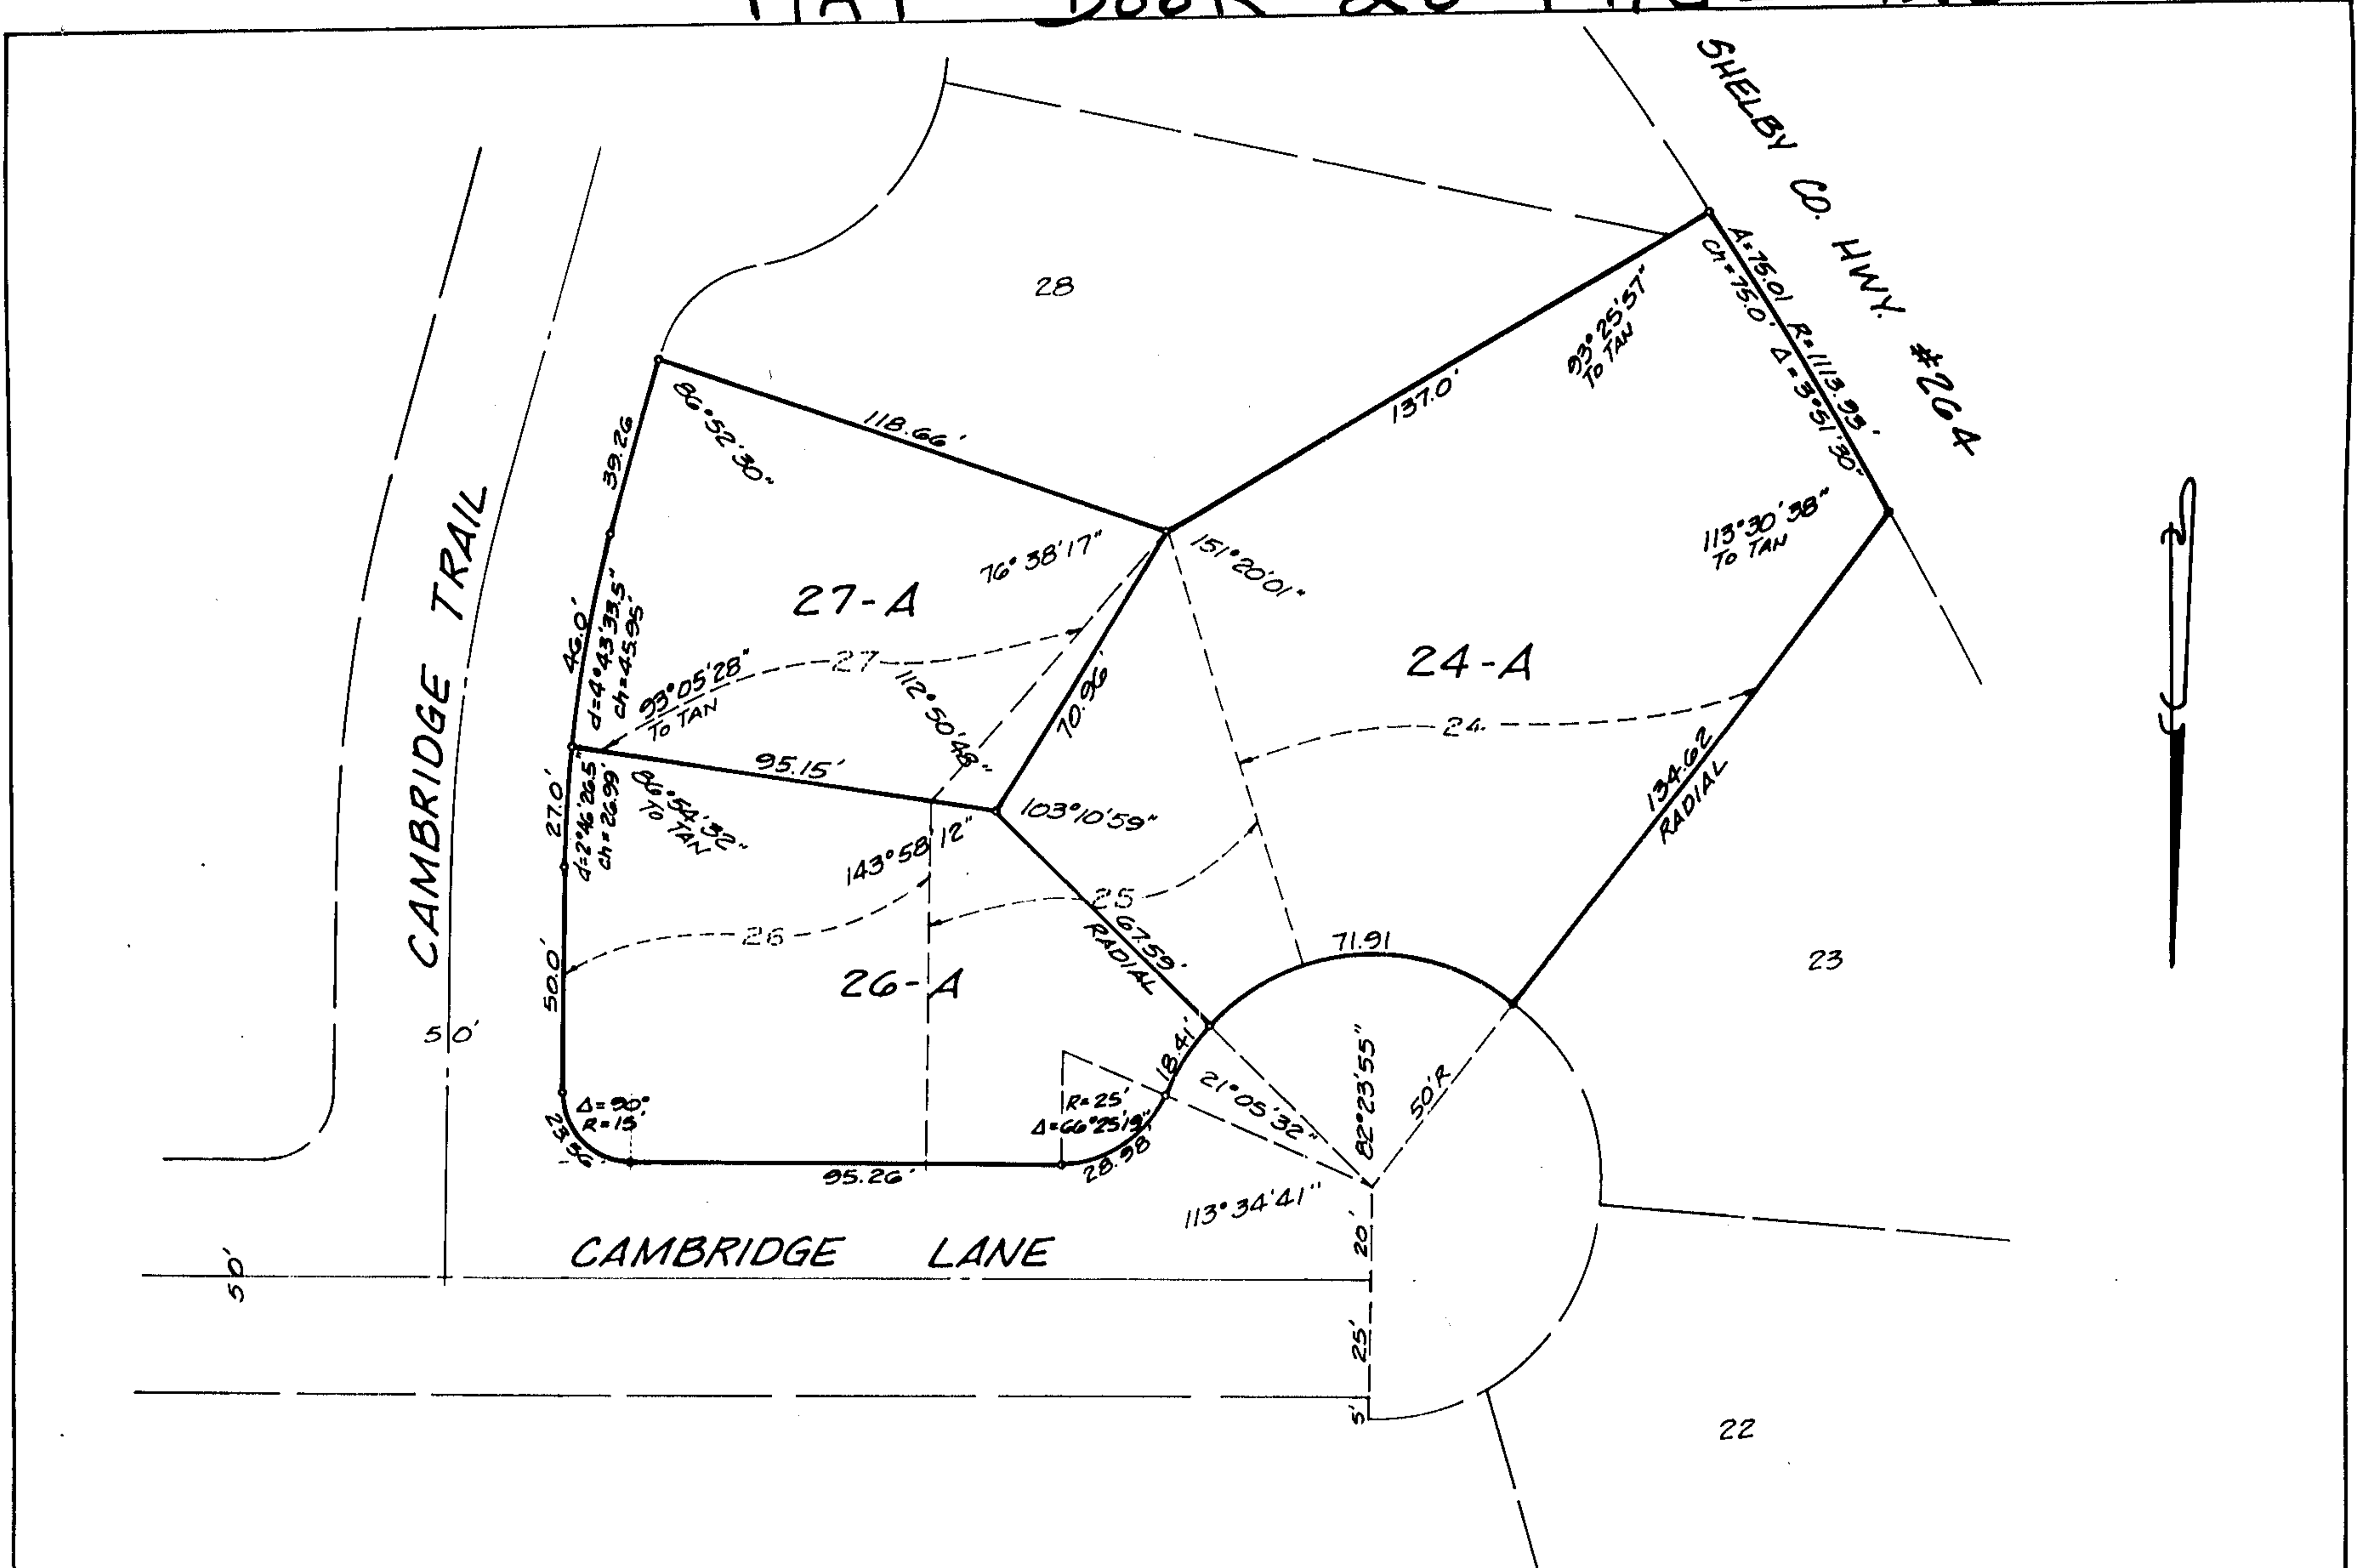 MAP BOOK 20 PAGE
SHELBY CO. HWY. #264
28
A=75.01 R=1113.93'
ch=75.0' Δ=3°51'30"
93°25'57"
TO TAN
137.0'
118.66'
86°52'30"
39.26
76°38'17"
151°20'01"
113°30'38"
TO TAN
27-A
24-A
46.0'
d=4°43'33.5"
ch=45.95'
93°05'28"
TO TAN
27
112°50'48"
70.96'
24
CAMBRIDGE TRAIL
95.15'
134.62
RADIAL
27.0'
d=2°46'26.5"
ch=26.99'
86°54'32"
TO TAN
143°58'12"
103°10'59"
25
26
67.59'
RADIAL
71.91
23
50.0'
26-A
50'
18.41'
21°05'32"
82°23'55"
50'R
Δ=90°
R=15'
R=25'
Δ=66°25'19"
28.98'
95.26'
113°34'41"
20'
CAMBRIDGE LANE
50'
25'
5'
22